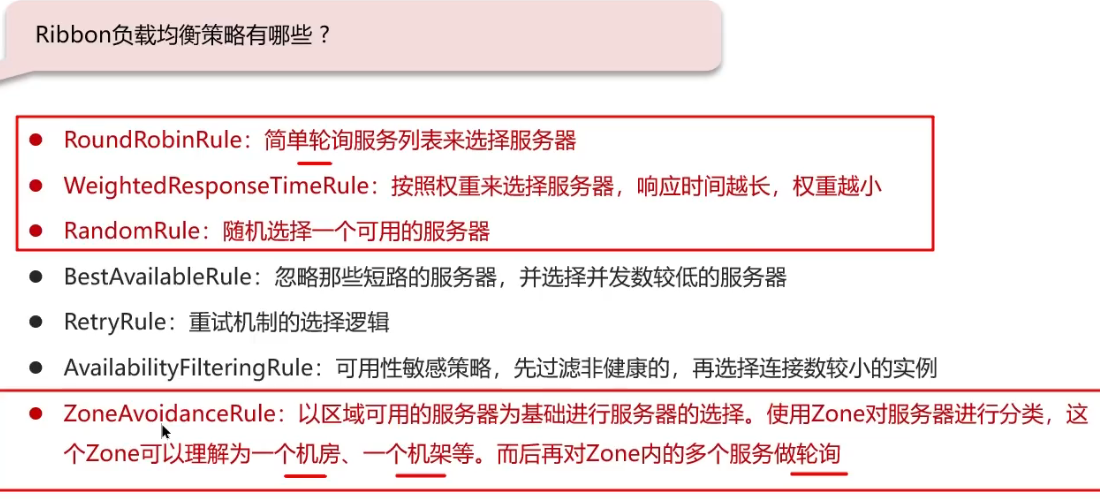 Ribbon负载均衡策略有哪些？
RoundRobinRule：简单轮询服务列表来选择服务器
WeightedResponseTimeRule：按照权重来选择服务器，响应时间越长，权重越小
RandomRule：随机选择一个可用的服务器
BestAvailableRule：忽略那些短路的服务器，并选择并发数较低的服务器
RetryRule：重试机制的选择逻辑
AvailabilityFilteringRule：可用性敏感策略，先过滤非健康的，再选择连接数较小的实例
ZoneAvoidanceRule：以区域可用的服务器为基础进行服务器的选择。使用Zone对服务器进行分类，这
个Zone可以理解为一个机房、一个机架等。而后再对Zone内的多个服务做轮询